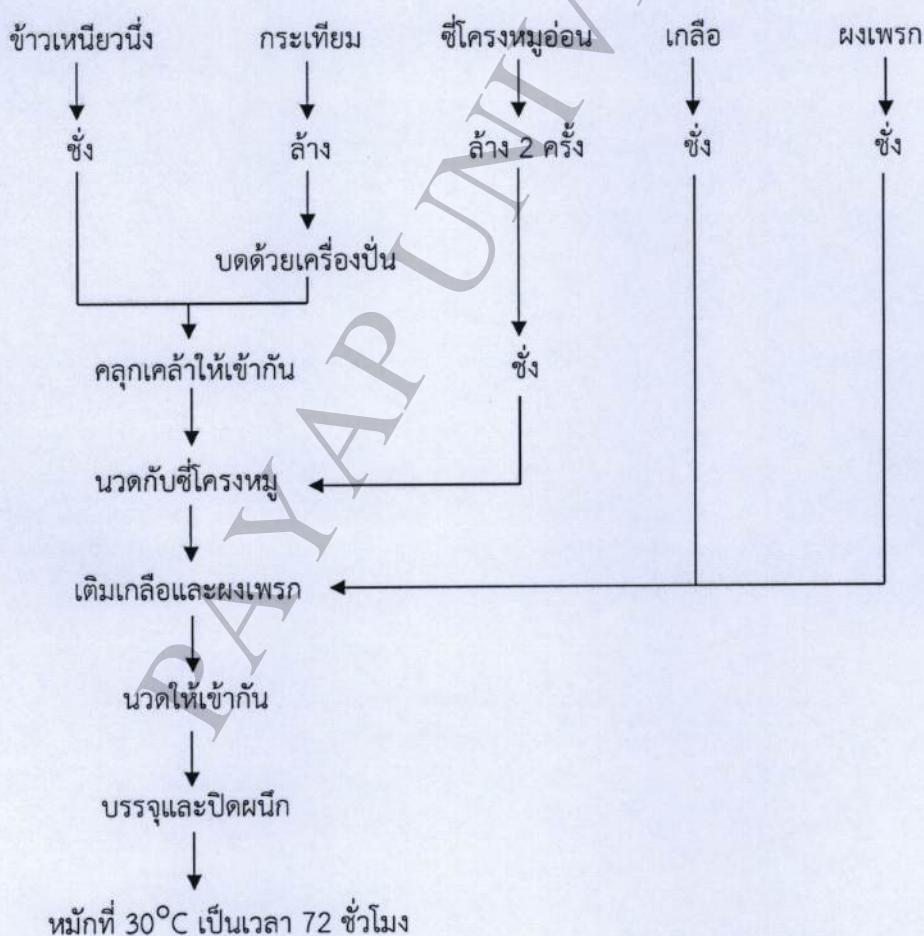 ข้าวเหนียวนึ่ง กระเทียม ซี่โครงหมูอ่อน เกลือ ผงเพรก
ชั่ง ล้าง ล้าง 2 ครั้ง ชั่ง ชั่ง
บดด้วยเครื่องปั่น
คลุกเคล้าให้เข้ากัน ชั่ง
นวดกับซี่โครงหมู
เติมเกลือและผงเพรก
นวดให้เข้ากัน
บรรจุและปิดผนึก
หมักที่ 30°C เป็นเวลา 72 ชั่วโมง
PAYAP UNIV